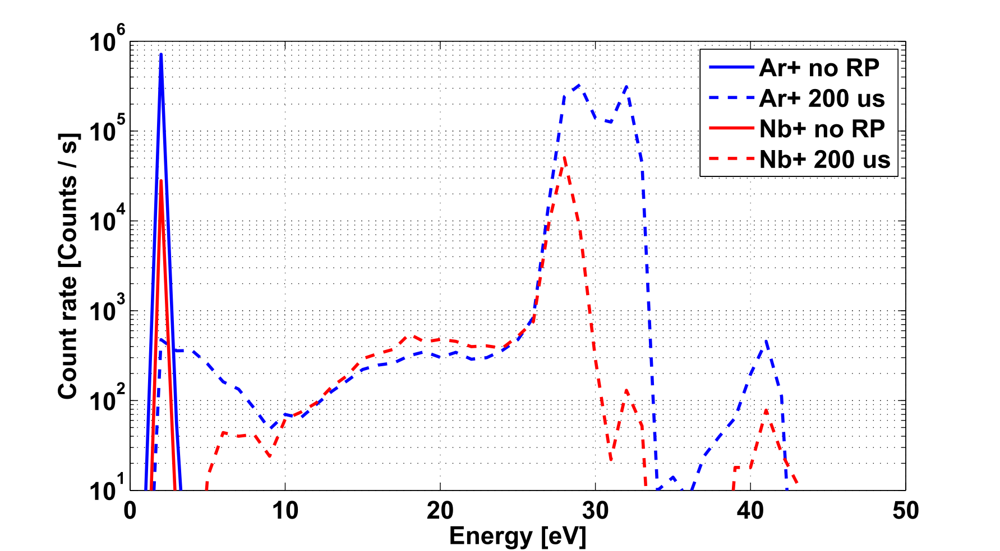 Count rate [Counts / s]
10^6
10^5
10^4
10^3
10^2
10^1
Ar+ no RP
Ar+ 200 us
Nb+ no RP
Nb+ 200 us
0 10 20 30 40 50
Energy [eV]